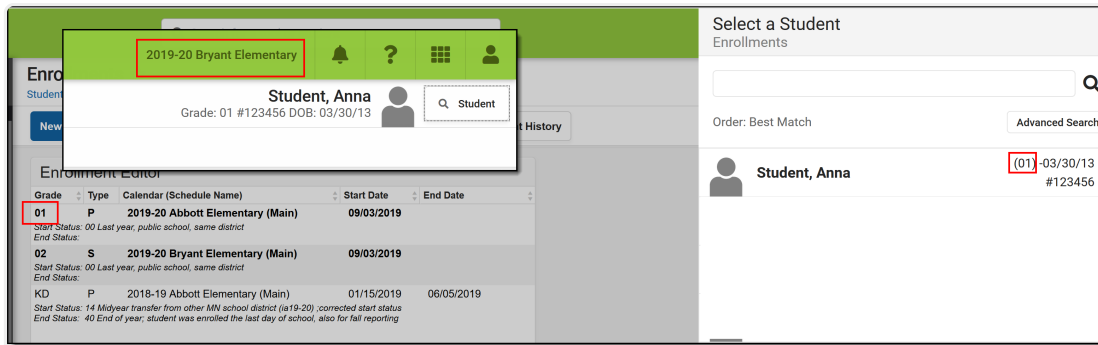 2019-20 Bryant Elementary
?
Student, Anna
Grade: 01 #123456 DOB: 03/30/13
Student
Enro
Student
New
t History
Enrollment Editor
Grade Type Calendar (Schedule Name) Start Date End Date
01 P 2019-20 Abbott Elementary (Main) 09/03/2019
Start Status: 00 Last year, public school, same district
End Status:
02 S 2019-20 Bryant Elementary (Main) 09/03/2019
Start Status: 00 Last year, public school, same district
End Status:
KD P 2018-19 Abbott Elementary (Main) 01/15/2019 06/05/2019
Start Status: 14 Midyear transfer from other MN school district (ia19-20) ;corrected start status
End Status: 40 End of year; student was enrolled the last day of school, also for fall reporting
Select a Student
Enrollments
Order: Best Match
Advanced Search
Student, Anna
(01) -03/30/13
#123456